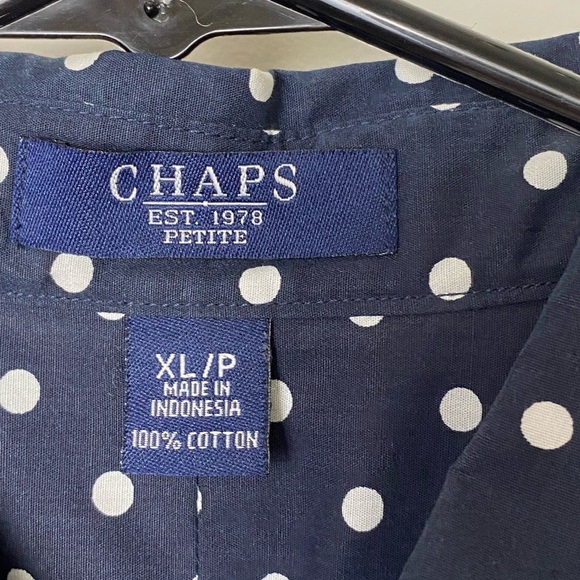 CHAPS
EST. 1978
PETITE
XL/P
MADE IN
INDONESIA
100% COTTON